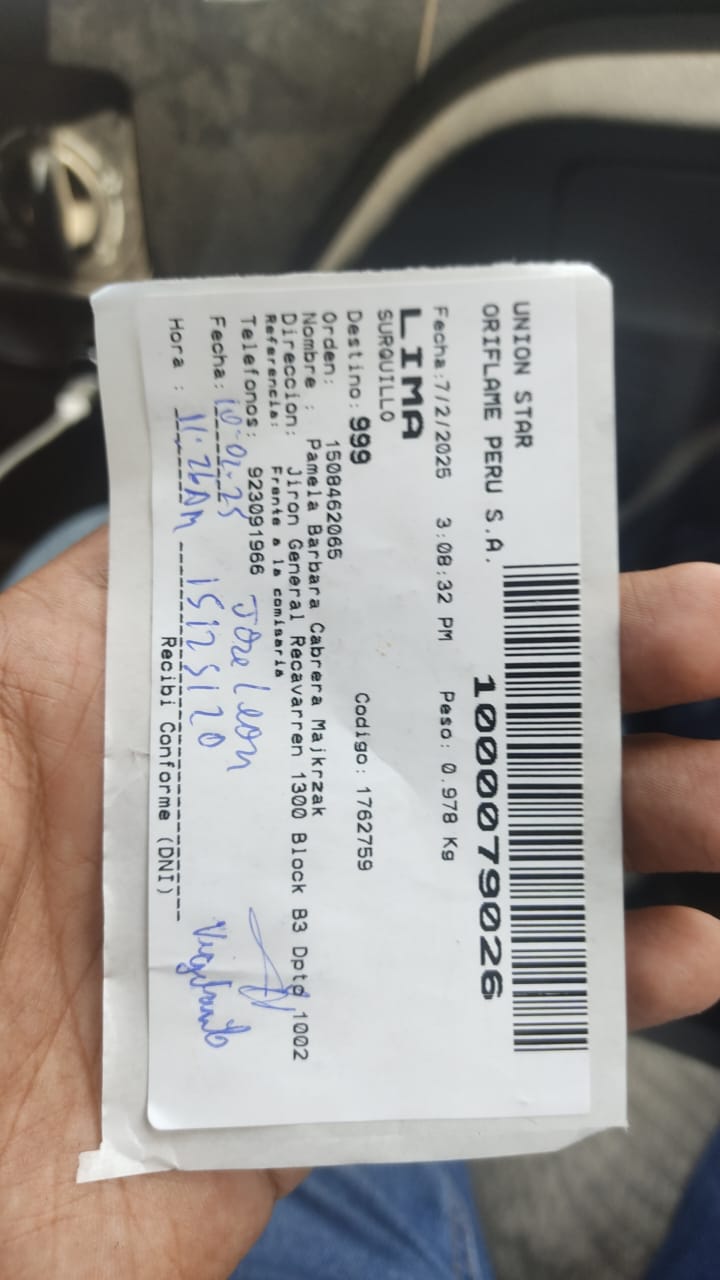 UNION STAR
ORIFLAME PERU S.A.
1000079026
Fecha:7/2/2025 3:08:32 PM Peso: 0.978 Kg
LIMA
SURQUILLO
Destino: 999 Codigo: 1762759
Orden: 1508462065
Nombre : Pamela Barbara Cabrera Majkrzak
Direccion: Jiron General Recavarren 1300 Block B3 Dpto 1002
Referencia: Frente a la comisaria
Telefonos: 923091966 Jose Leon
Fecha: 10-02-25 15125120
Hora : 11:26AM
Recibi Conforme (DNI)